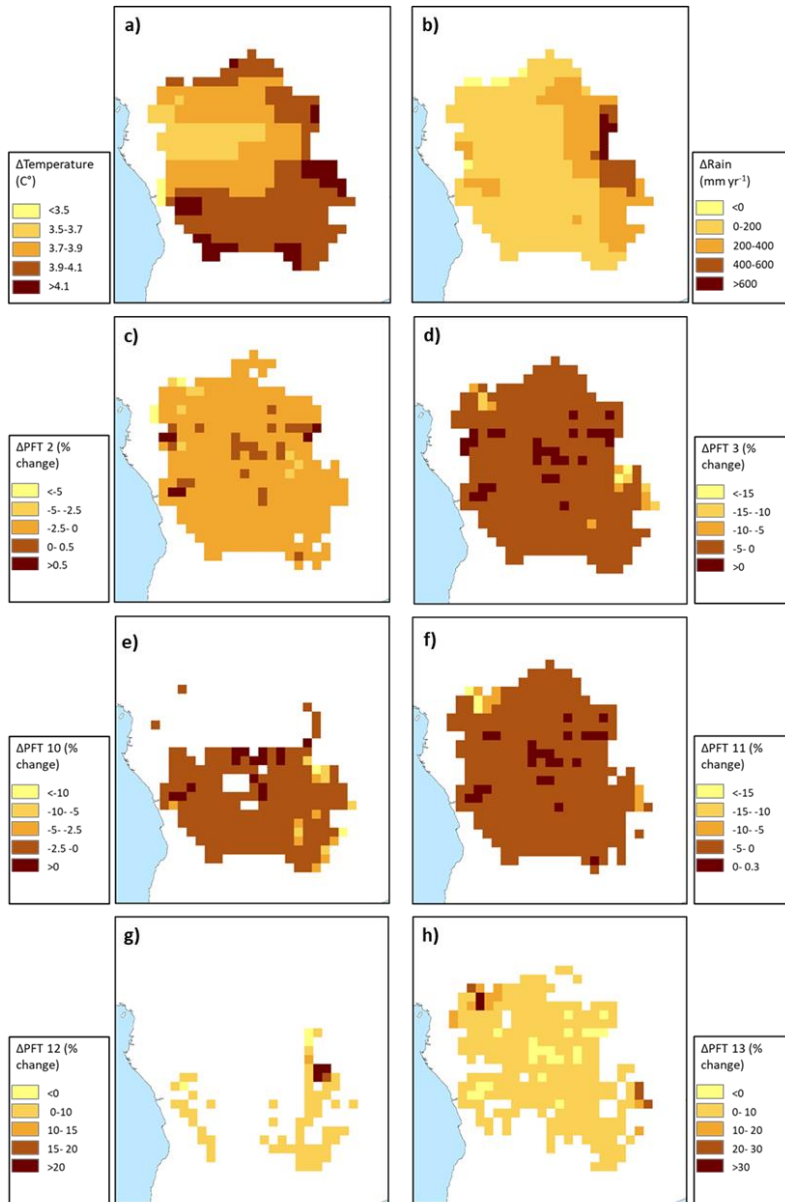 a)
b)
ΔTemperature
(C°)
<3.5
3.5-3.7
3.7-3.9
3.9-4.1
>4.1
ΔRain
(mm yr-1)
<0
0-200
200-400
400-600
>600
c)
d)
ΔPFT 2 (%
change)
<-5
-5- -2.5
-2.5- 0
0- 0.5
>0.5
ΔPFT 3 (%
change)
<-15
-15- -10
-10- -5
-5- 0
>0
e)
f)
ΔPFT 10 (%
change)
<-10
-10- -5
-5- -2.5
-2.5- 0
>0
ΔPFT 11 (%
change)
<-15
-15- -10
-10- -5
-5- 0
0- 0.3
g)
h)
ΔPFT 12 (%
change)
<0
0-10
10- 15
15- 20
>20
ΔPFT 13 (%
change)
<0
0- 10
10- 20
20- 30
>30